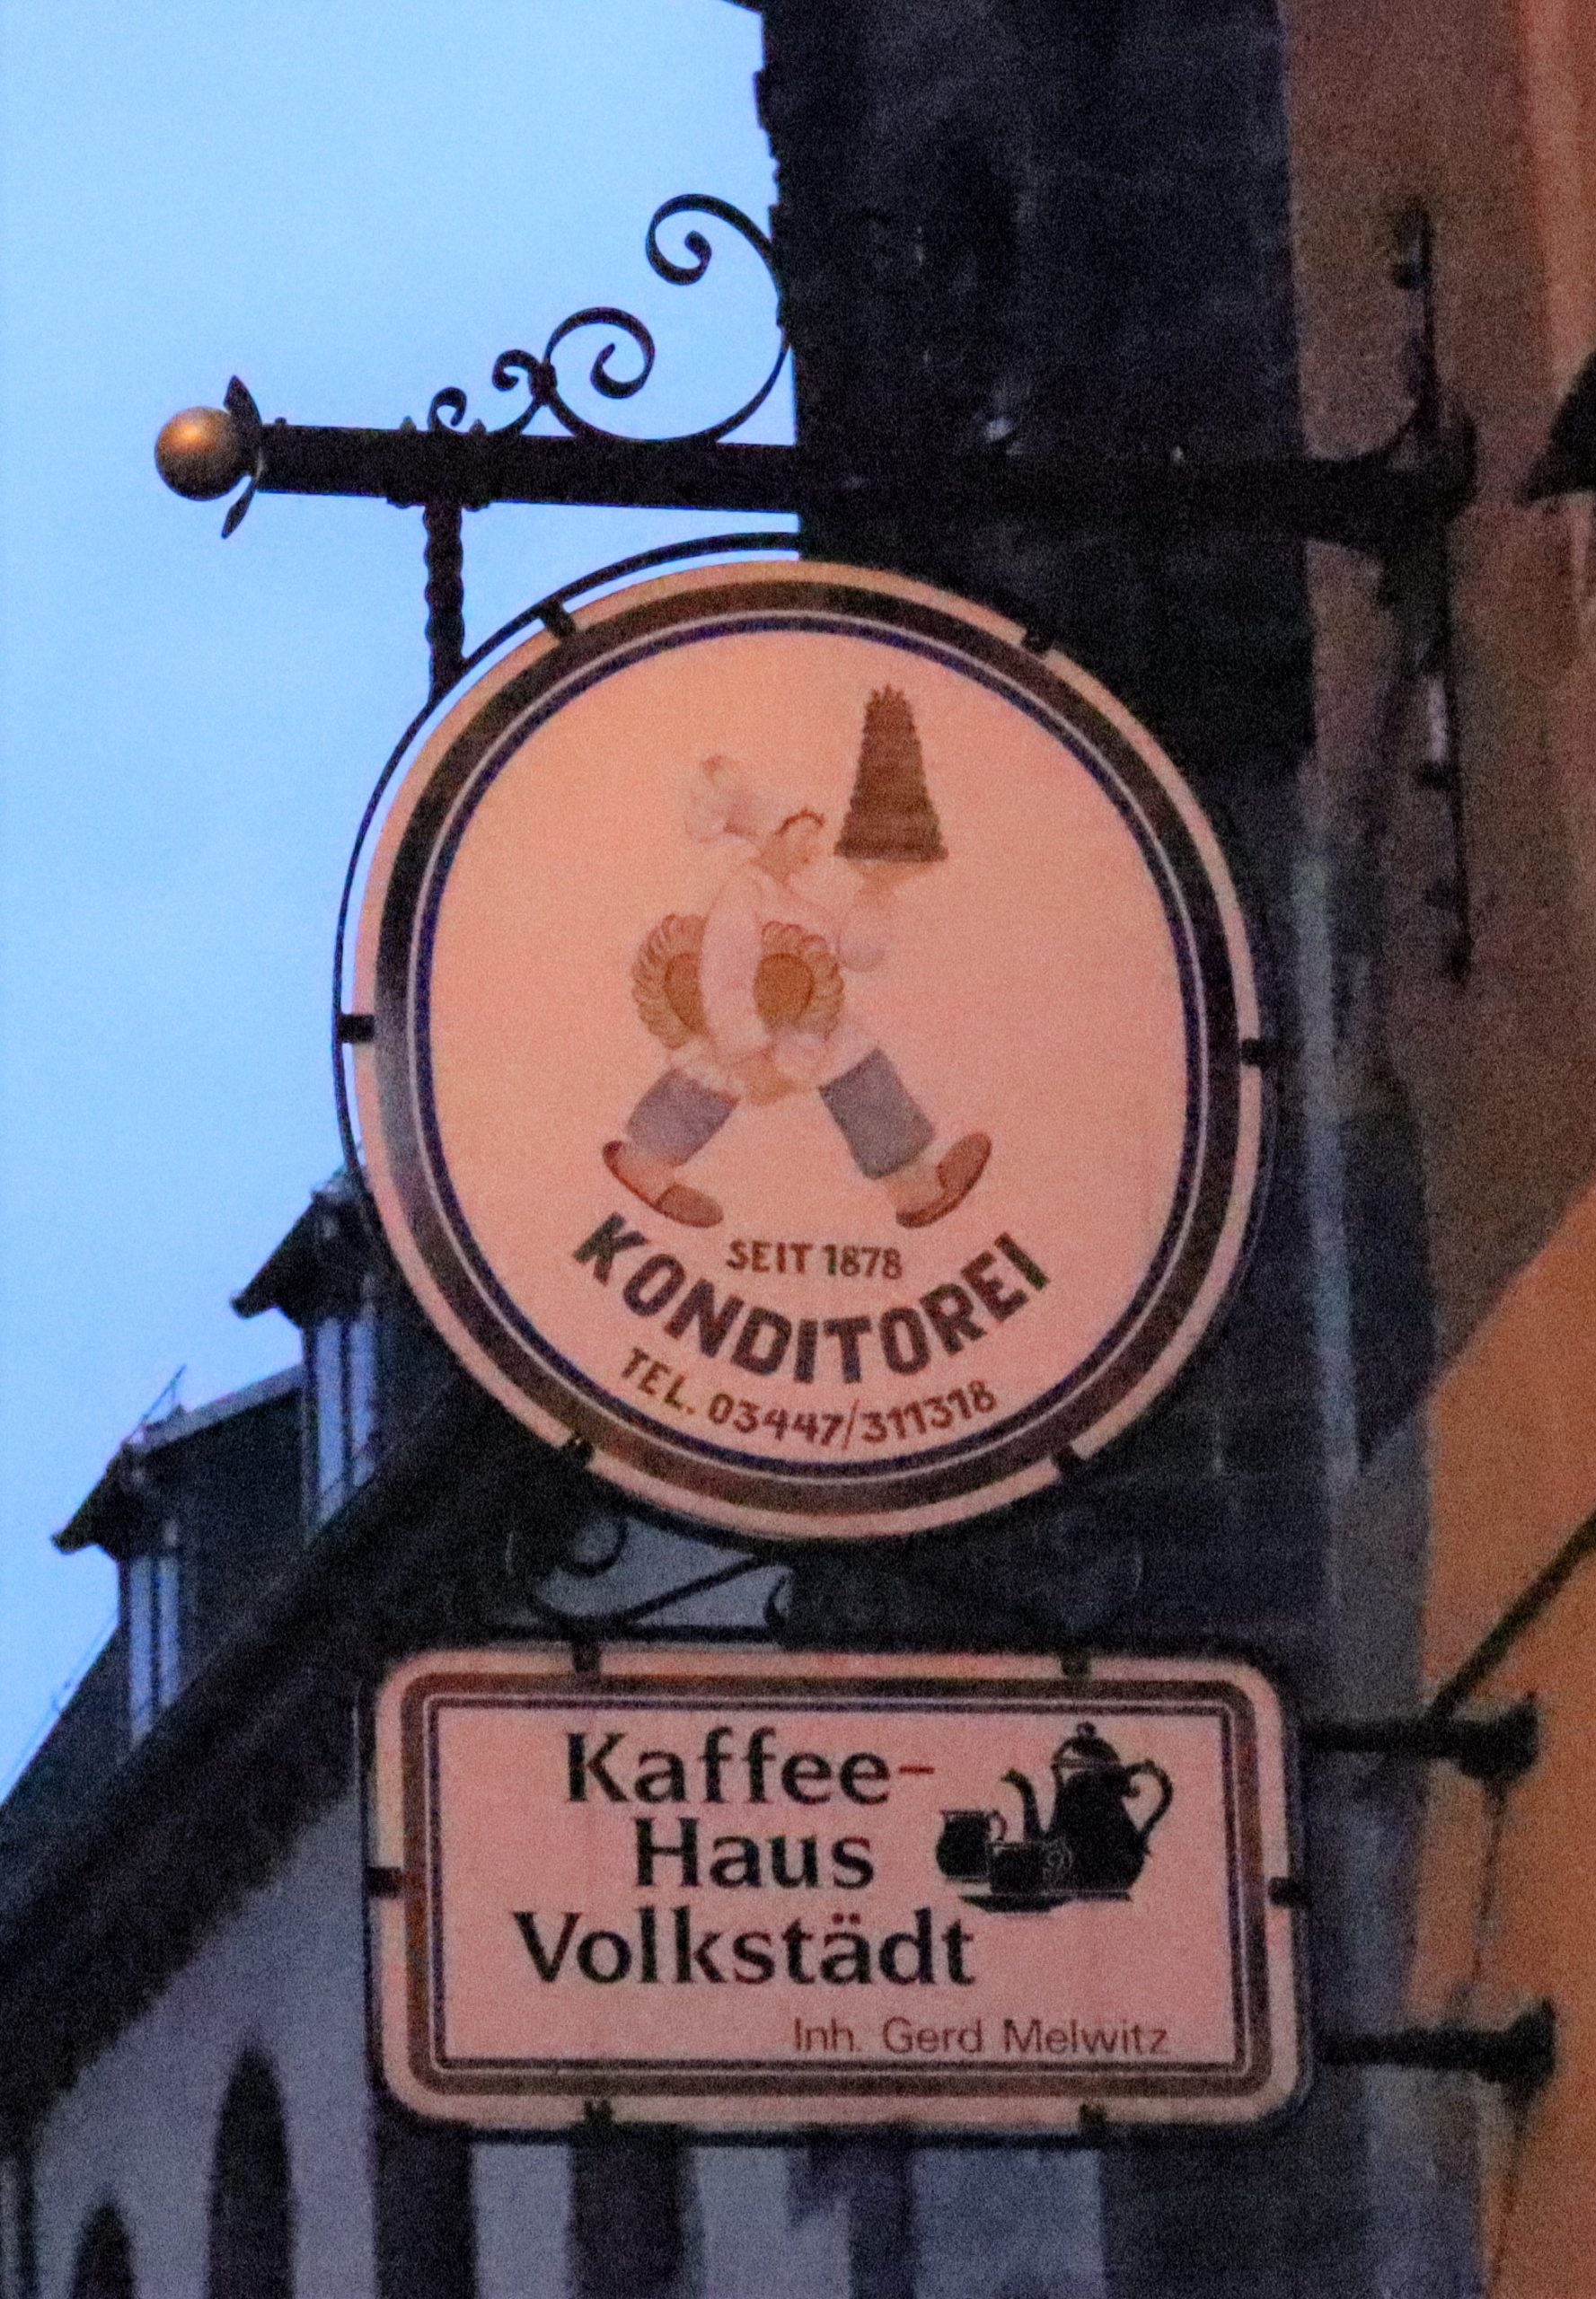 SEIT 1878
KONDITOREI
TEL. 03447/311318
Kaffee-
Haus
Volkstädt
Inh. Gerd Melwitz